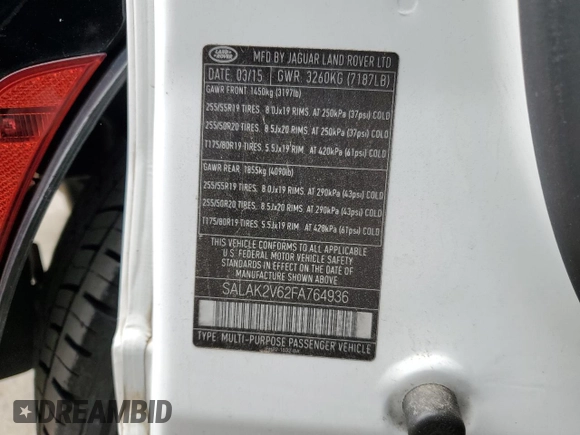 LAND ROVER
MFD BY JAGUAR LAND ROVER LTD
DATE: 03/15 GWR: 3260KG (7187LB)
GAWR FRONT 1450kg (3197lb)
255/55R19 TIRES, 8.0Jx19 RIMS, AT 250kPa (37psi) COLD
255/50R20 TIRES, 8.5Jx20 RIMS, AT 250kPa (37psi) COLD
T175/80R19 TIRES, 5.5Jx19 RIM, AT 420kPa (61psi) COLD
GAWR REAR 1855kg (4090lb)
255/55R19 TIRES, 8.0Jx19 RIMS, AT 290kPa (43psi) COLD
255/50R20 TIRES, 8.5Jx20 RIMS, AT 290kPa (43psi) COLD
T175/80R19 TIRES, 5.5Jx19 RIM, AT 420kPa (61psi) COLD
THIS VEHICLE CONFORMS TO ALL APPLICABLE
U.S. FEDERAL MOTOR VEHICLE SAFETY
STANDARDS IN EFFECT ON THE DATE OF
MANUFACTURE SHOWN ABOVE
SALAK2V62FA764936
TYPE: MULTI-PURPOSE PASSENGER VEHICLE
DREAMBID.COM